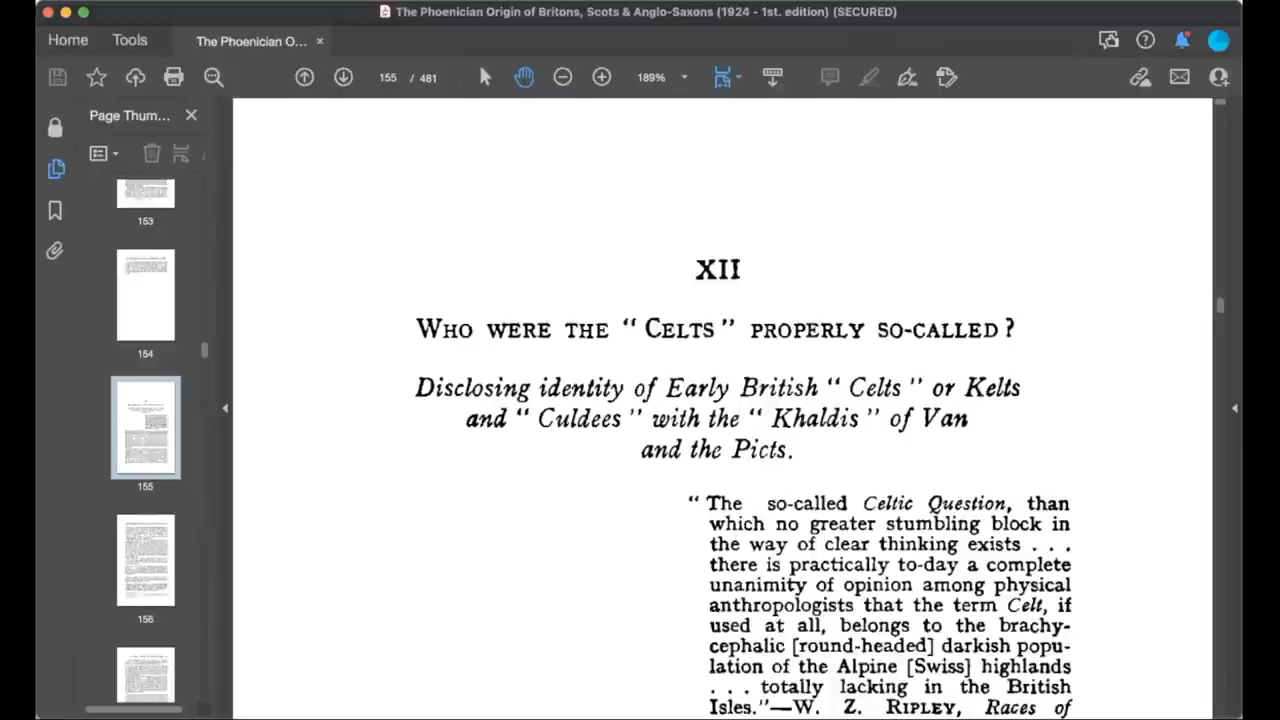 The Phoenician Origin of Britons, Scots & Anglo-Saxons (1924 - 1st. edition) (SECURED)
Home Tools The Phoenician O... ×
155 / 481 189%
Page Thum...
153
154
155
156
XII
WHO WERE THE “ CELTS ” PROPERLY SO-CALLED ?
Disclosing identity of Early British “ Celts ” or Kelts
and “ Culdees ” with the “ Khaldis ” of Van
and the Picts.
“ The so-called Celtic Question, than
which no greater stumbling block in
the way of clear thinking exists . . .
there is practically to-day a complete
unanimity of opinion among physical
anthropologists that the term Celt, if
used at all, belongs to the brachy-
cephalic [round-headed] darkish popu-
lation of the Alpine [Swiss] highlands
. . . totally lacking in the British
Isles.”—W. Z. RIPLEY, Races of